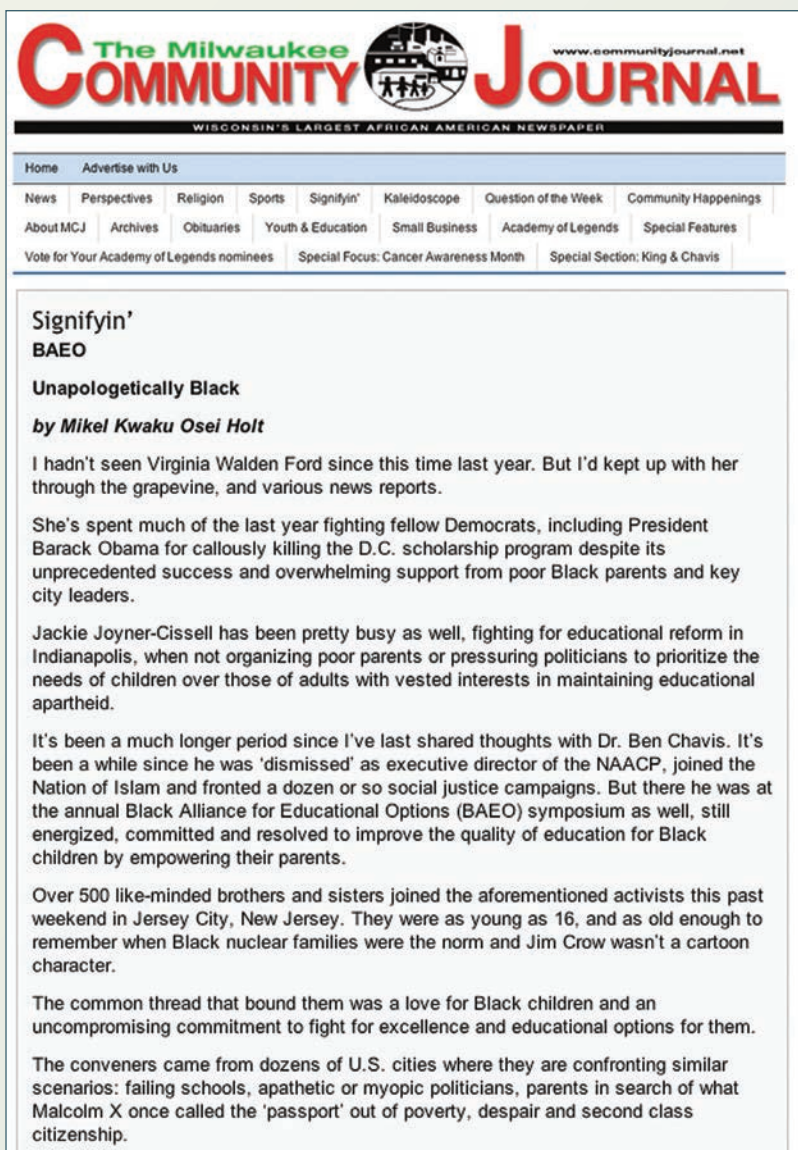 The Milwaukee
COMMUNITY JOURNAL
www.communityjournal.net
WISCONSIN'S LARGEST AFRICAN AMERICAN NEWSPAPER
Home Advertise with Us
News Perspectives Religion Sports Signifyin' Kaleidoscope Question of the Week Community Happenings
About MCJ Archives Obituaries Youth & Education Small Business Academy of Legends Special Features
Vote for Your Academy of Legends nominees Special Focus: Cancer Awareness Month Special Section: King & Chavis
Signifyin'
BAEO
Unapologetically Black
by Mikel Kwaku Osei Holt
I hadn't seen Virginia Walden Ford since this time last year. But I'd kept up with her
through the grapevine, and various news reports.
She's spent much of the last year fighting fellow Democrats, including President
Barack Obama for callously killing the D.C. scholarship program despite its
unprecedented success and overwhelming support from poor Black parents and key
city leaders.
Jackie Joyner-Cissell has been pretty busy as well, fighting for educational reform in
Indianapolis, when not organizing poor parents or pressuring politicians to prioritize the
needs of children over those of adults with vested interests in maintaining educational
apartheid.
It's been a much longer period since I've last shared thoughts with Dr. Ben Chavis. It's
been a while since he was 'dismissed' as executive director of the NAACP, joined the
Nation of Islam and fronted a dozen or so social justice campaigns. But there he was at
the annual Black Alliance for Educational Options (BAEO) symposium as well, still
energized, committed and resolved to improve the quality of education for Black
children by empowering their parents.
Over 500 like-minded brothers and sisters joined the aforementioned activists this past
weekend in Jersey City, New Jersey. They were as young as 16, and as old enough to
remember when Black nuclear families were the norm and Jim Crow wasn't a cartoon
character.
The common thread that bound them was a love for Black children and an
uncompromising commitment to fight for excellence and educational options for them.
The conveners came from dozens of U.S. cities where they are confronting similar
scenarios: failing schools, apathetic or myopic politicians, parents in search of what
Malcolm X once called the 'passport' out of poverty, despair and second class
citizenship.